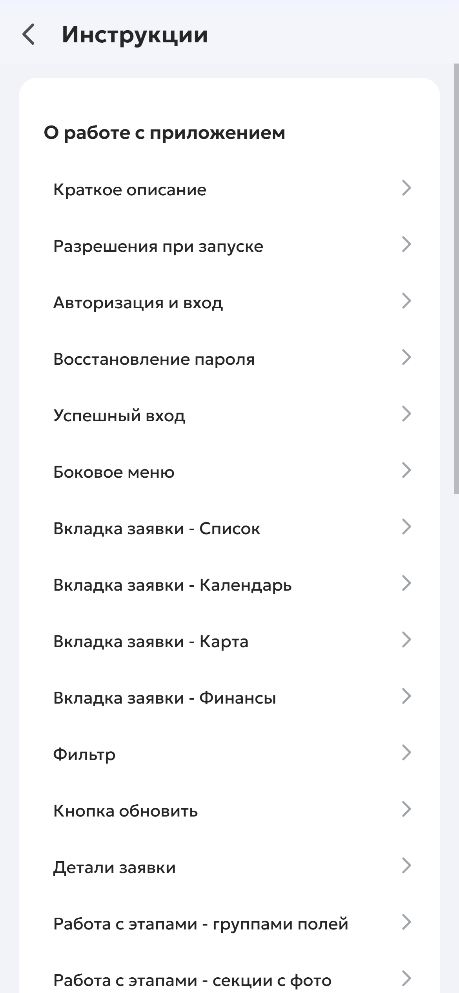 Инструкции
О работе с приложением
Краткое описание
Разрешения при запуске
Авторизация и вход
Восстановление пароля
Успешный вход
Боковое меню
Вкладка заявки - Список
Вкладка заявки - Календарь
Вкладка заявки - Карта
Вкладка заявки - Финансы
Фильтр
Кнопка обновить
Детали заявки
Работа с этапами - группами полей
Работа с этапами - секции с фото